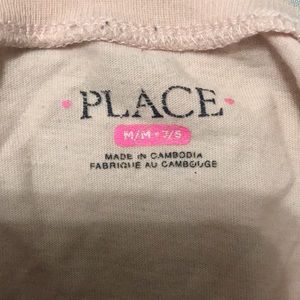 PLACE
M/M • 7/8
MADE IN CAMBODIA
FABRIQUÉ AU CAMBODGE